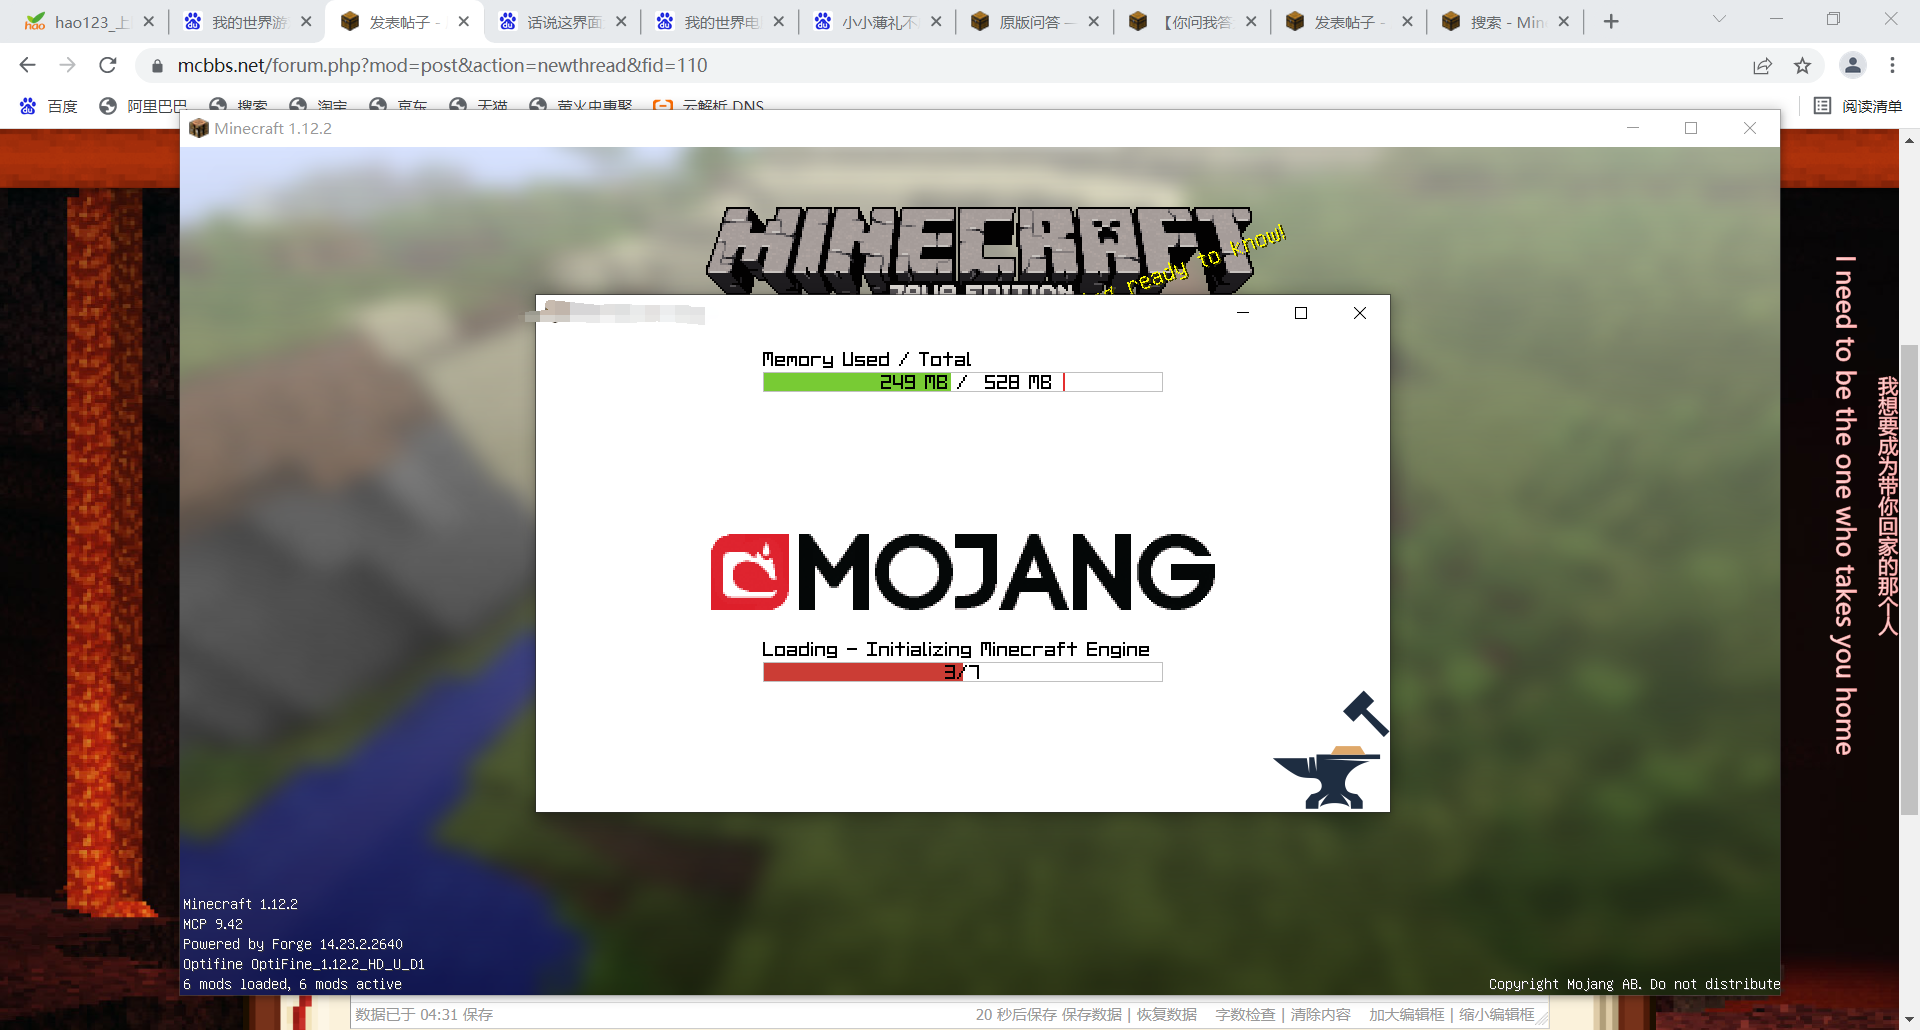 hao123_上
我的世界游
发表帖子 -
话说这界面
我的世界电
小小薄礼不
原版问答 —
【你问我答
发表帖子 -
搜索 - Min
mcbbs.net/forum.php?mod=post&action=newthread&fid=110
百度
阿里巴巴
搜索
淘宝
京东
天猫
萤火虫重聚
云解析 DNS
阅读清单
Minecraft 1.12.2
MINECRAFT
JAVA EDITION
ready to know!
Memory Used / Total
249 MB / 528 MB
MOJANG
Loading - Initializing Minecraft Engine
3/7
I need to be the one who takes you home
我想要成为带你回家的那个人
Minecraft 1.12.2
MCP 9.42
Powered by Forge 14.23.2.2640
Optifine OptiFine_1.12.2_HD_U_D1
6 mods loaded, 6 mods active
Copyright Mojang AB. Do not distribute
数据已于 04:31 保存
20 秒后保存 保存数据 | 恢复数据 字数检查 | 清除内容 加大编辑框 | 缩小编辑框